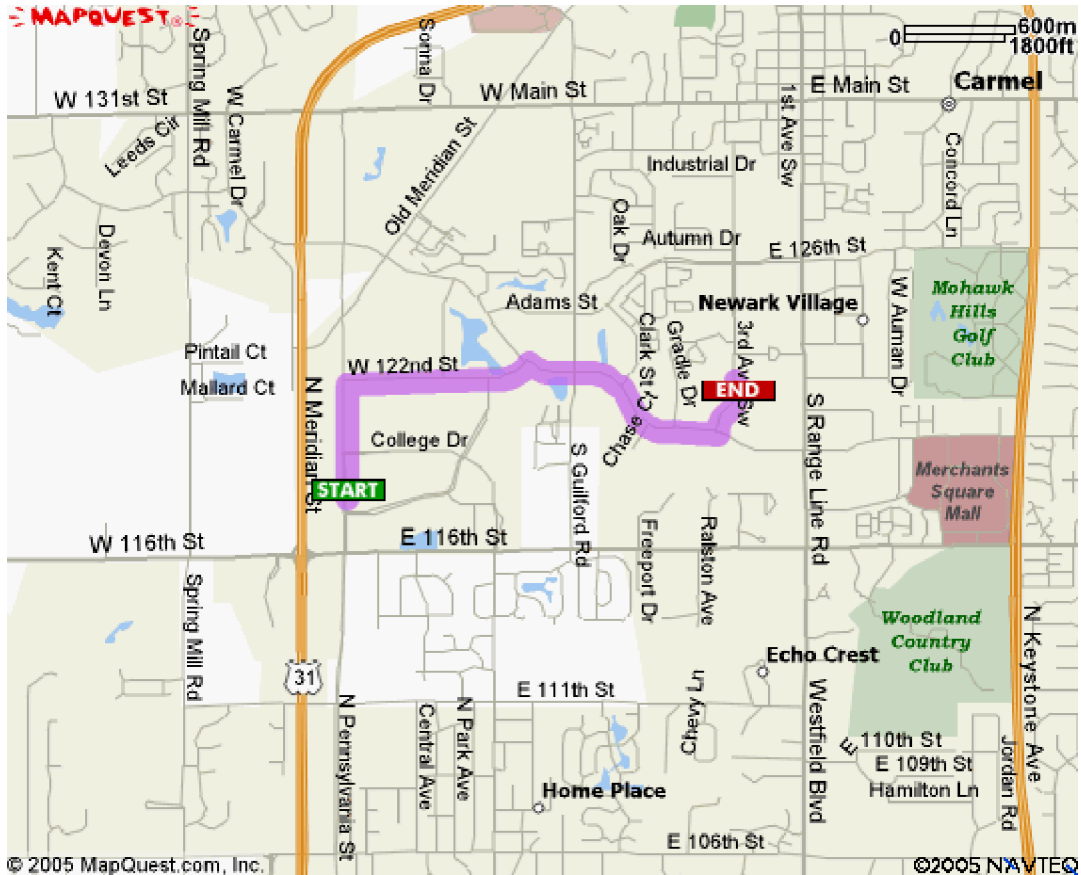 MAPQUEST®
600m
0
1800ft
Carmel
W 131st St
Spring Mill Rd
W Carmel Dr
Leeds Cir
Sonna Dr
W Main St
E Main St
1st Ave Sw
Concord Ln
Old Meridian St
Industrial Dr
Oak Dr
Autumn Dr
E 126th St
Kent Ct
Devon Ln
Adams St
Newark Village
W Auman Dr
Mohawk
Hills
Golf
Club
Pintail Ct
Mallard Ct
W 122nd St
Clark St
Gradle Dr
3rd Av Sw
END
N Meridian St
College Dr
Chase C
S Guilford Rd
S Range Line Rd
Merchants
Square
Mall
START
W 116th St
E 116th St
Freeport Dr
Ralston Ave
Spring Mill Rd
31
Woodland
Country
Club
N Keystone Ave
Echo Crest
E 111th St
Cherry Ln
N Pennsylvania St
Central Ave
N Park Ave
Westfield Blvd
E 110th St
E 109th St
Hamilton Ln
Jordan Rd
Home Place
E 106th St
© 2005 MapQuest.com, Inc.
©2005 NAVTEQ